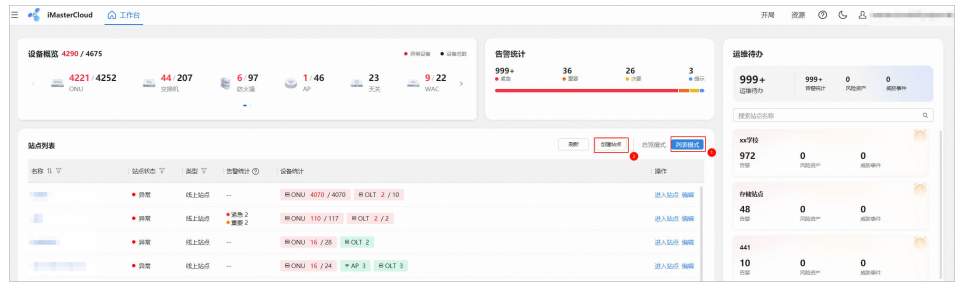 iMasterCloud 工作台 开局 资源
设备概览 4290 / 4675 异常设备 设备总数
4221 / 4252 44 / 207 6 / 97 1 / 46 23 9 / 22
ONU 交换机 防火墙 AP 天关 WAC
告警统计
999+ 36 26 3
紧急 重要 次要 提示
运维待办
999+ 999+ 0 0
运维待办 告警统计 风险资产 威胁事件
搜索站点名称
xx学校
972 0 0
告警 风险资产 威胁事件
存储站点
48 0 0
告警 风险资产 威胁事件
441
10 0 0
告警 风险资产 威胁事件
站点列表 刷新 创建站点 总览模式 列表模式
2 1
名称 站点状态 类型 告警统计 设备统计 操作
异常 线上站点 -- ONU 4070 / 4070 OLT 2 / 10 进入站点 编辑
异常 线上站点 紧急 2 ONU 110 / 117 OLT 2 / 2 进入站点 编辑
重要 2
异常 线上站点 -- ONU 16 / 28 OLT 2 进入站点 编辑
异常 线上站点 -- ONU 16 / 24 AP 3 OLT 3 进入站点 编辑